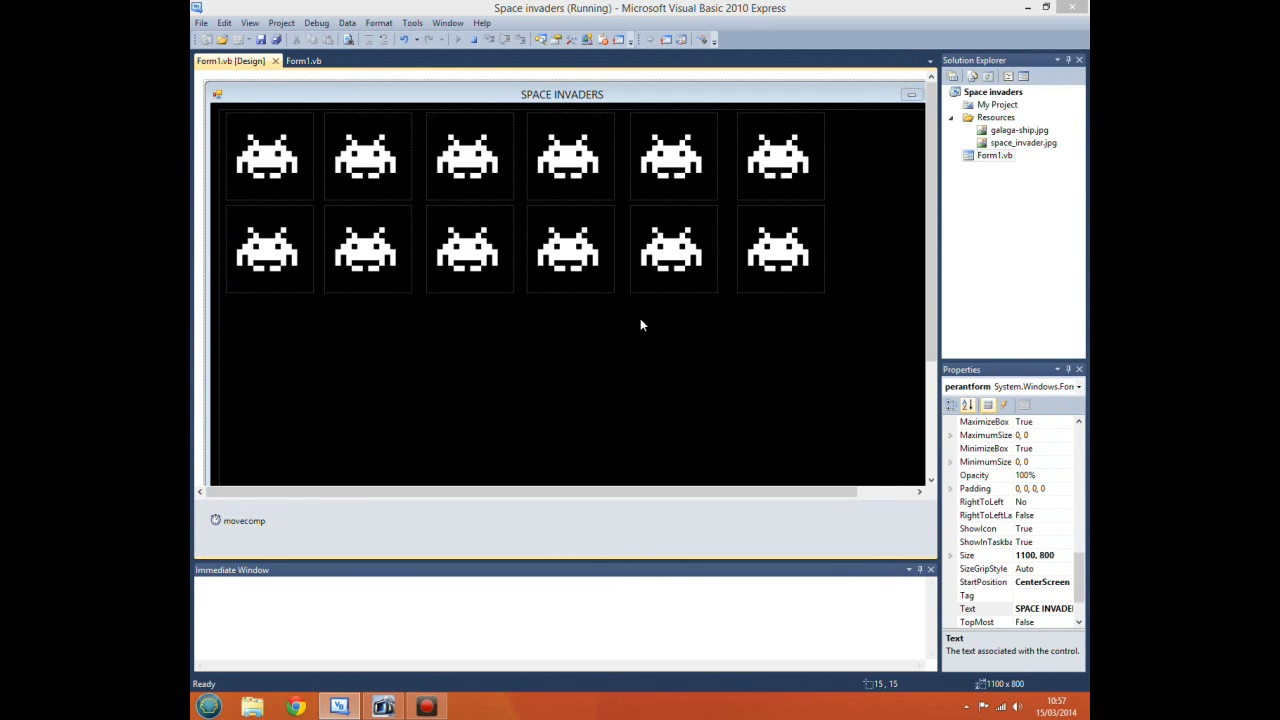 Space invaders (Running) - Microsoft Visual Basic 2010 Express
File Edit View Project Debug Data Format Tools Window Help
Form1.vb [Design] Form1.vb
SPACE INVADERS
movecomp
Immediate Window
Solution Explorer
Space invaders
My Project
Resources
galaga-ship.jpg
space_invader.jpg
Form1.vb
Properties
perantform System.Windows.Forn
MaximizeBox True
MaximumSize 0, 0
MinimizeBox True
MinimumSize 0, 0
Opacity 100%
Padding 0, 0, 0, 0
RightToLeft No
RightToLeftLa False
ShowIcon True
ShowInTaskba True
Size 1100, 800
SizeGripStyle Auto
StartPosition CenterScreen
Tag
Text SPACE INVADE
TopMost False
Text
The text associated with the control.
Ready 15 , 15 1100 x 800
VB
10:57
15/03/2014